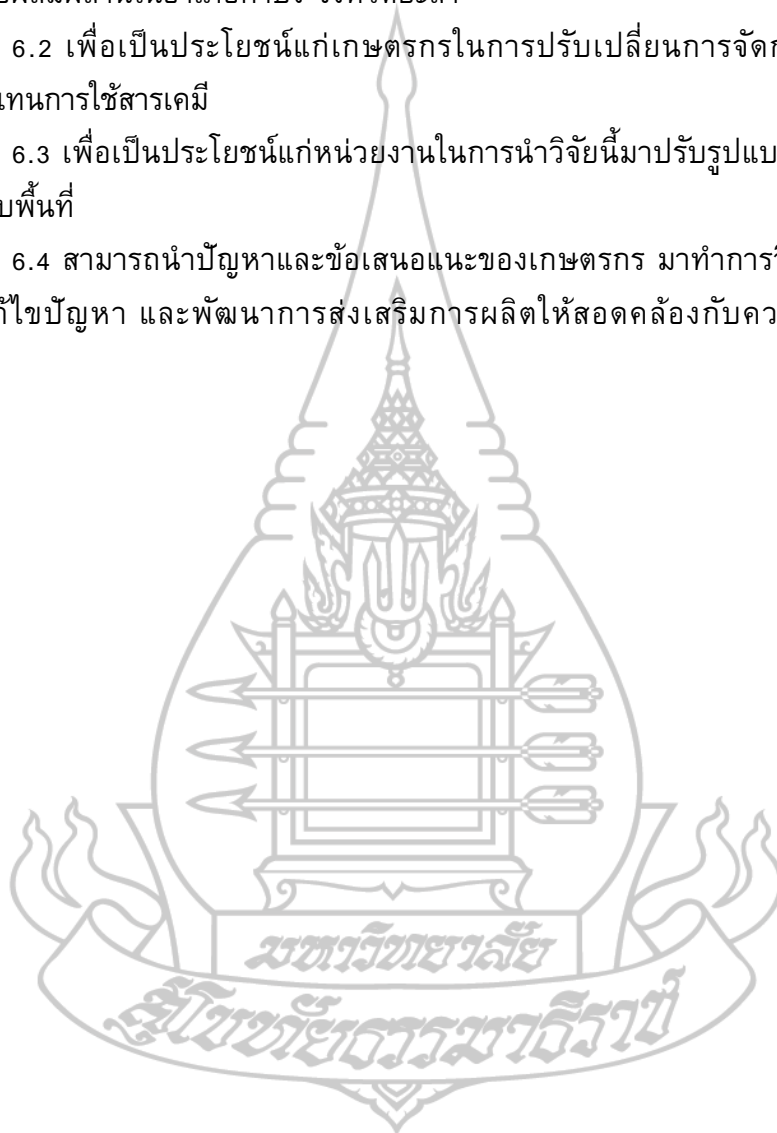 6.2 เพื่อเป็นประโยชน์แก่เกษตรกรในการปรับเปลี่ยนการจัดก
แทนการใช้สารเคมี
6.3 เพื่อเป็นประโยชน์แก่หน่วยงานในการนำวิจัยนี้มาปรับรูปแบบ
บพื้นที่
6.4 สามารถนำปัญหาและข้อเสนอแนะของเกษตรกร มาทำการวิ
ก้ไขปัญหา และพัฒนาการส่งเสริมการผลิตให้สอดคล้องกับคว
มหาวิทยาลัย
สุโขทัยธรรมาธิราช